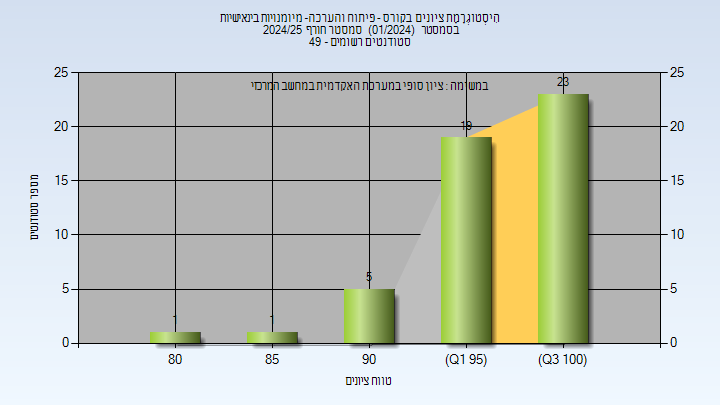 היסטוגרמת ציונים בקורס - פיתוח והערכה- מיומנויות בינאישיות
בסמסטר (01/2024) סמסטר חורף 2024/25
סטודנטים רשומים - 49
במשימה : ציון סופי במערכת האקדמית במחשב המרכזי
מספר סטודנטים
25 25
20 20
15 15
10 10
5 5
0 0
1 1 5 19 23
80 85 90 (Q1 95) (Q3 100)
טווח ציונים